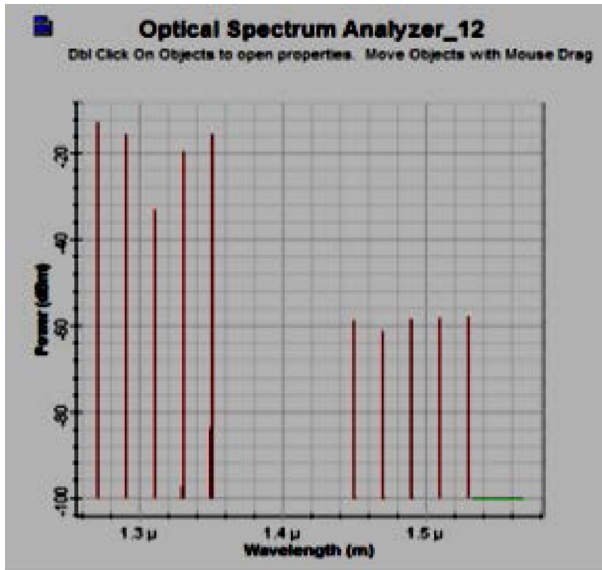 Optical Spectrum Analyzer_12
Dbl Click On Objects to open properties. Move Objects with Mouse Drag
Power (dBm)
-20
-40
-60
-80
-100
1.3 µ
1.4 µ
1.5 µ
Wavelength (m)